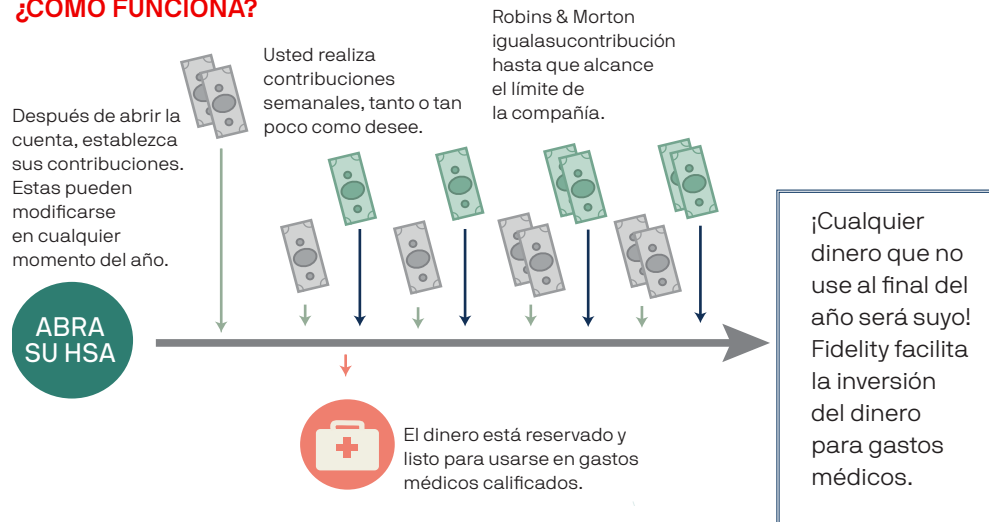 ¿CÓMO FUNCIONA?
Después de abrir la
cuenta, establezca
sus contribuciones.
Estas pueden
modificarse
en cualquier
momento del año.
Usted realiza
contribuciones
semanales, tanto o tan
poco como desee.
Robins & Morton
igualasucontribución
hasta que alcance
el límite de
la compañía.
ABRA
SU HSA
El dinero está reservado y
listo para usarse en gastos
médicos calificados.
¡Cualquier
dinero que no
use al final del
año será suyo!
Fidelity facilita
la inversión
del dinero
para gastos
médicos.